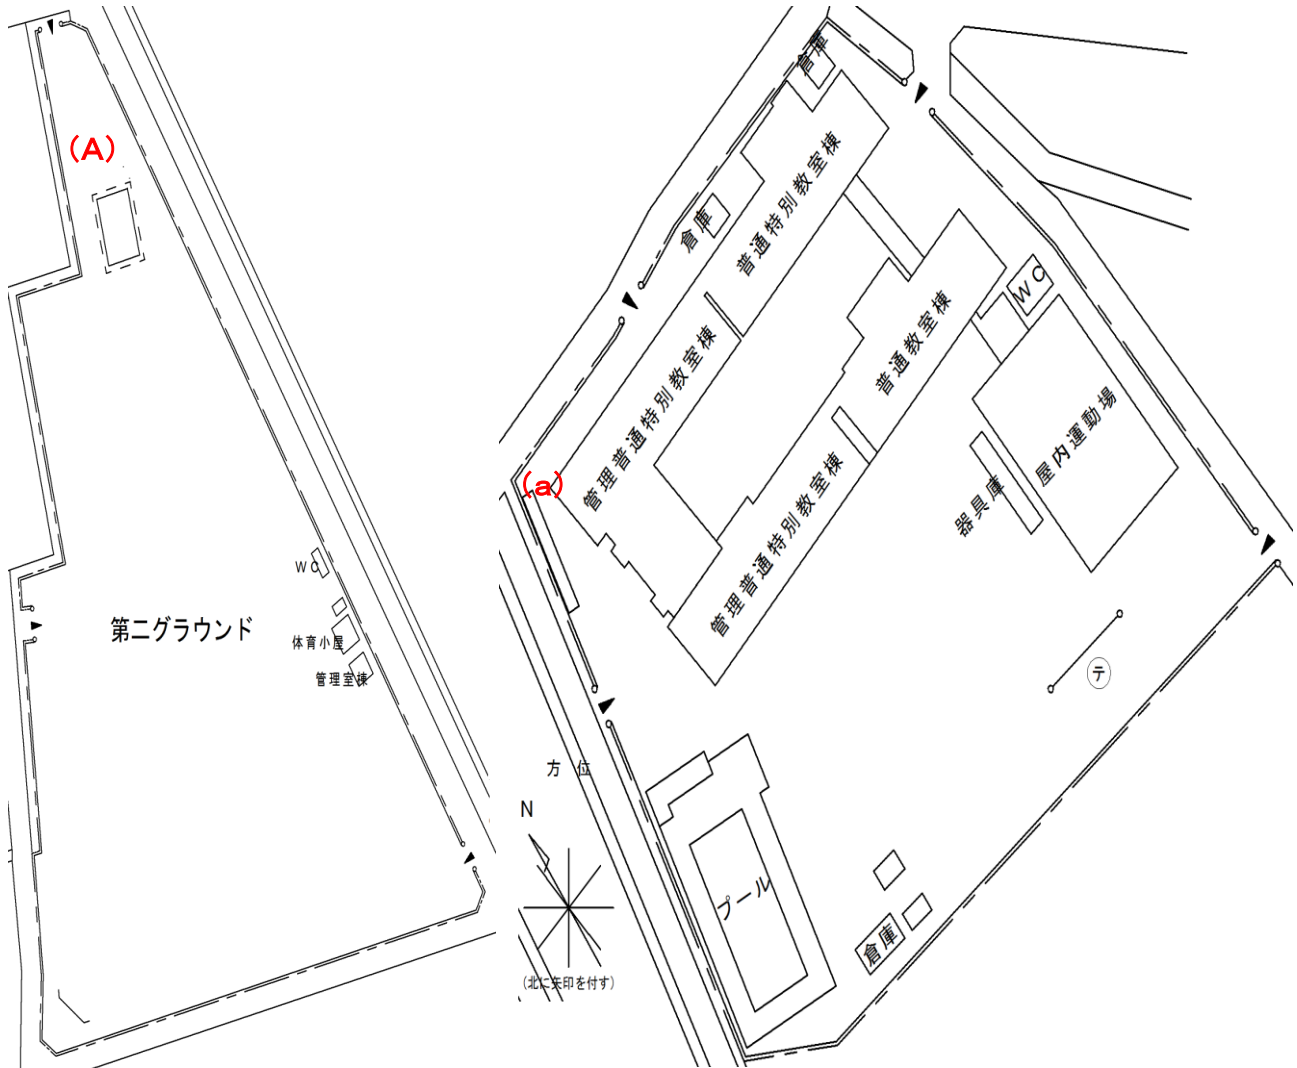 (A)
第二グラウンド
WC
体育小屋
管理室棟
倉庫
倉庫
普通特別教室棟
管理普通特別教室棟
普通教室棟
管理普通特別教室棟
WC
屋内運動場
器具庫
(a)
テ
方位
N
(北に矢印を付す)
プール
倉庫